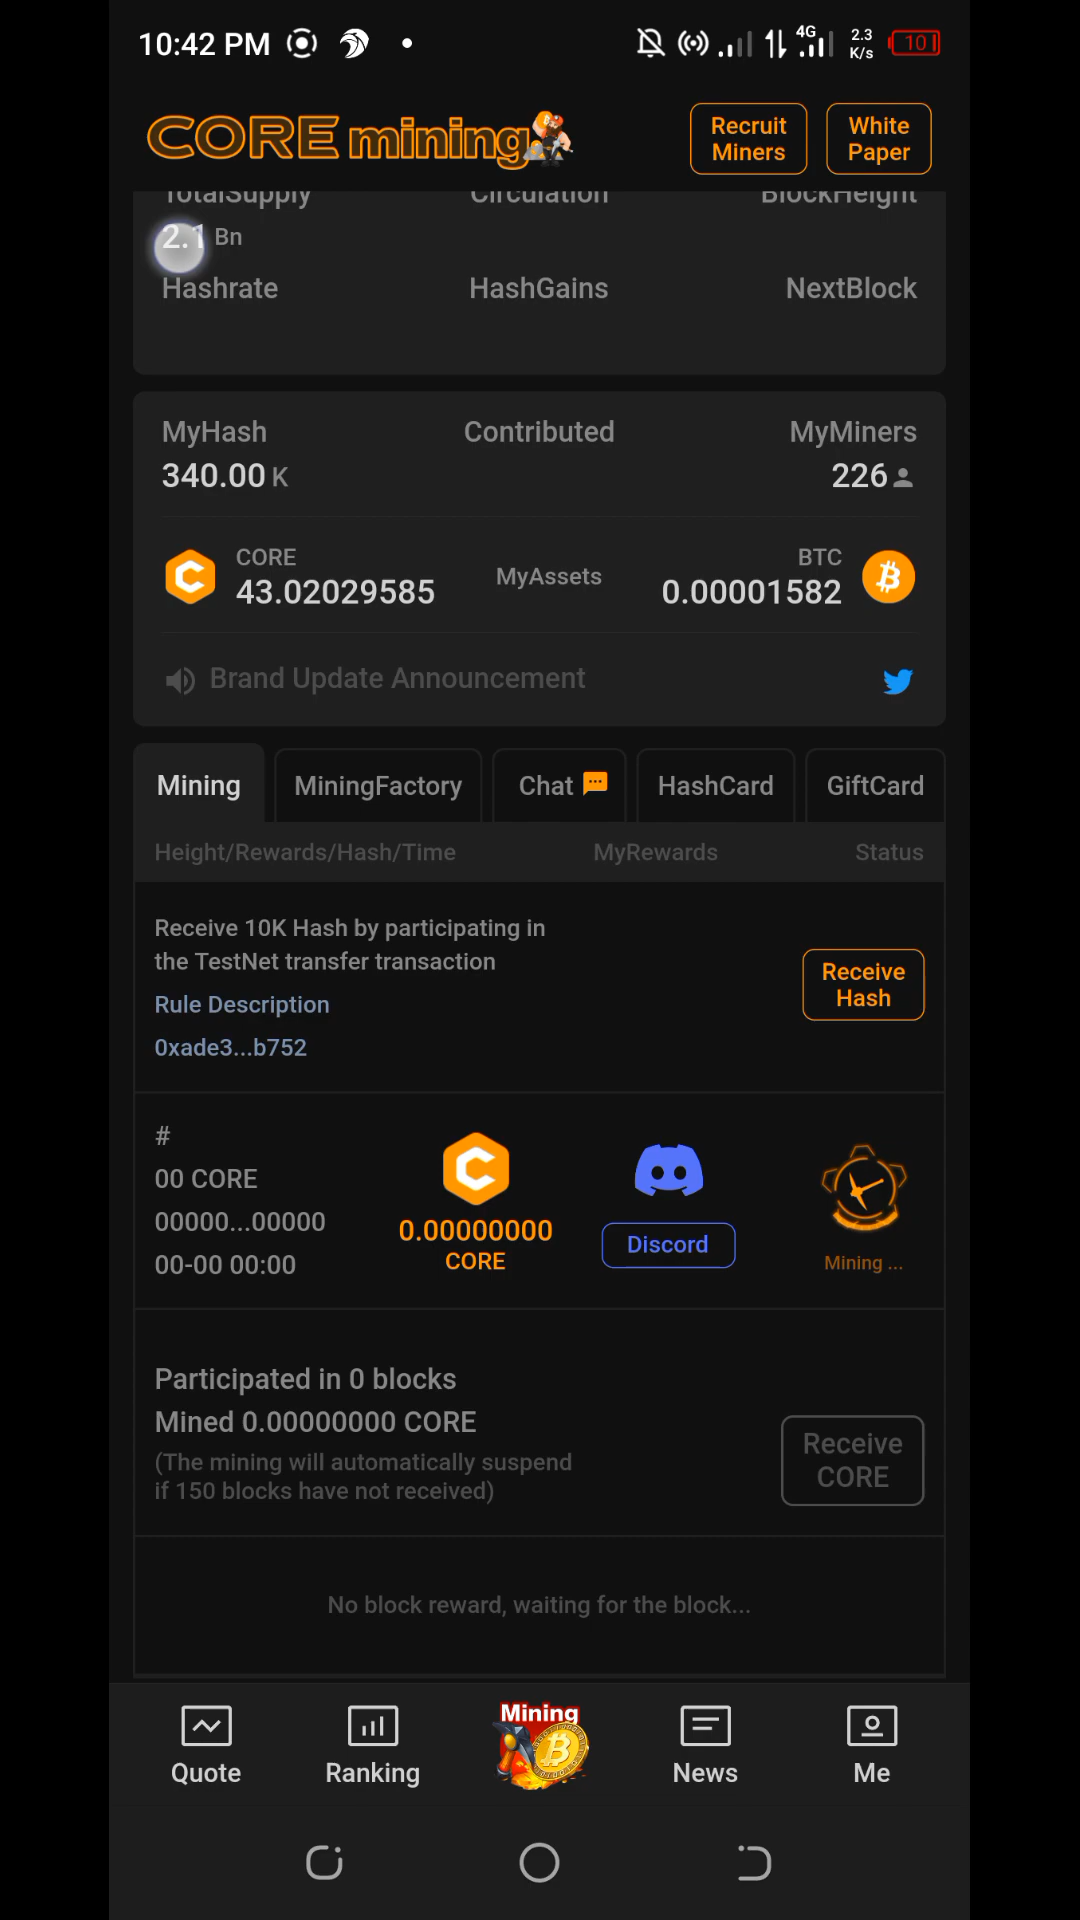 10:42 PM 4G 2.3 K/s 10
CORE mining Recruit Miners White Paper
TotalSupply Circulation BlockHeight
2.1 Bn
Hashrate HashGains NextBlock
MyHash Contributed MyMiners
340.00 K 226
CORE BTC
43.02029585 MyAssets 0.00001582
Brand Update Announcement
Mining MiningFactory Chat HashCard GiftCard
Height/Rewards/Hash/Time MyRewards Status
Receive 10K Hash by participating in
the TestNet transfer transaction
Rule Description
0xade3...b752
Receive
Hash
#
00 CORE
00000...00000
00-00 00:00
0.00000000
CORE
Discord
Mining ...
Participated in 0 blocks
Mined 0.00000000 CORE
(The mining will automatically suspend
if 150 blocks have not received)
Receive
CORE
No block reward, waiting for the block...
Mining
Quote Ranking News Me